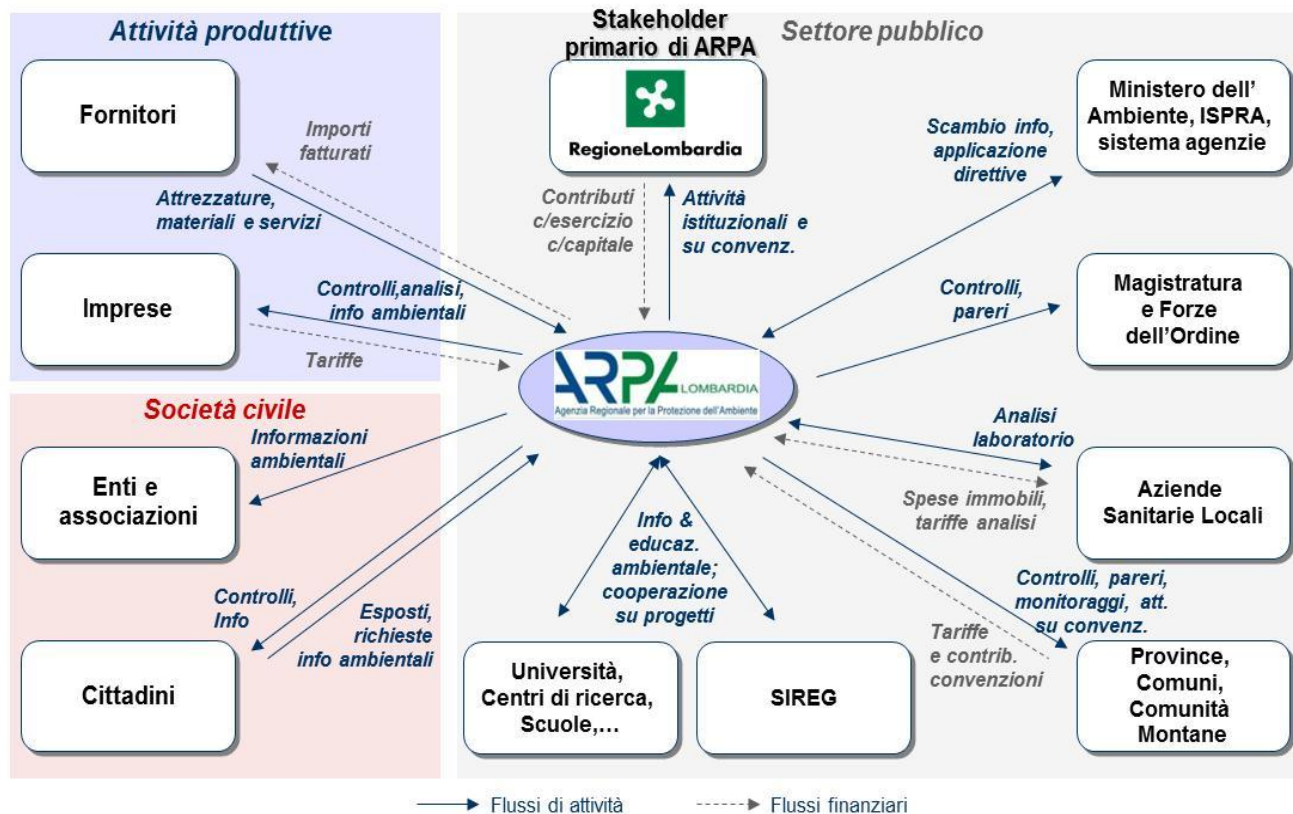 Attività produttive
Fornitori
Importi
fatturati
Attrezzature,
materiali e servizi
Imprese
Controlli,analisi,
info ambientali
Tariffe
Società civile
Informazioni
ambientali
Enti e
associazioni
Controlli,
Info
Esposti,
richieste
info ambientali
Cittadini
Stakeholder
primario di ARPA
Settore pubblico
RegioneLombardia
Contributi
c/esercizio
c/capitale
Attività
istituzionali e
su convenz.
Scambio info,
applicazione
direttive
Ministero dell’
Ambiente, ISPRA,
sistema agenzie
Controlli,
pareri
Magistratura
e Forze
dell’Ordine
ARPA LOMBARDIA
Agenzia Regionale per la Protezione dell'Ambiente
Analisi
laboratorio
Spese immobili,
tariffe analisi
Aziende
Sanitarie Locali
Info &
educaz.
ambientale;
cooperazione
su progetti
Controlli, pareri,
monitoraggi, att.
su convenz.
Tariffe
e contrib.
convenzioni
Università,
Centri di ricerca,
Scuole,…
SIREG
Province,
Comuni,
Comunità
Montane
Flussi di attività
Flussi finanziari